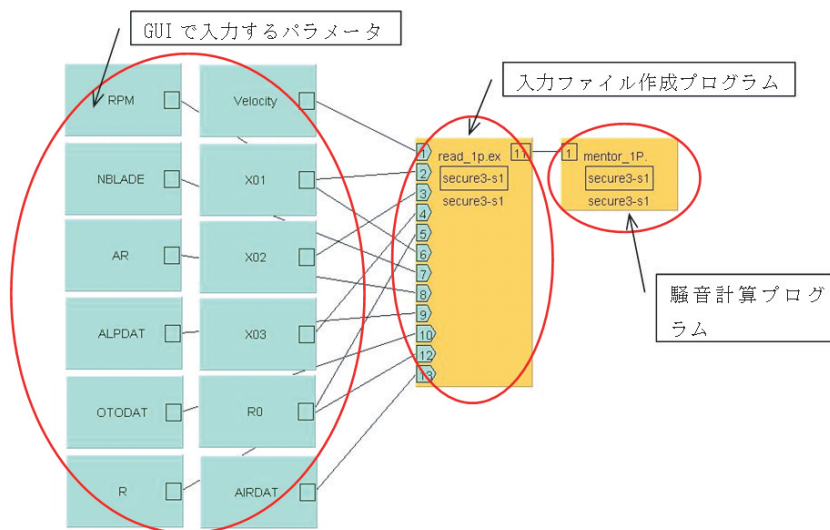 GUI で入力するパラメータ
入力ファイル作成プログラム
騒音計算プログ
ラム
RPM
Velocity
NBLADE
X01
AR
X02
ALPDAT
X03
OTODAT
R0
R
AIRDAT
1
2
3
4
5
6
7
8
9
10
12
13
read_1p.ex
11
secure3-s1
secure3-s1
1
mentor_1P.
secure3-s1
secure3-s1